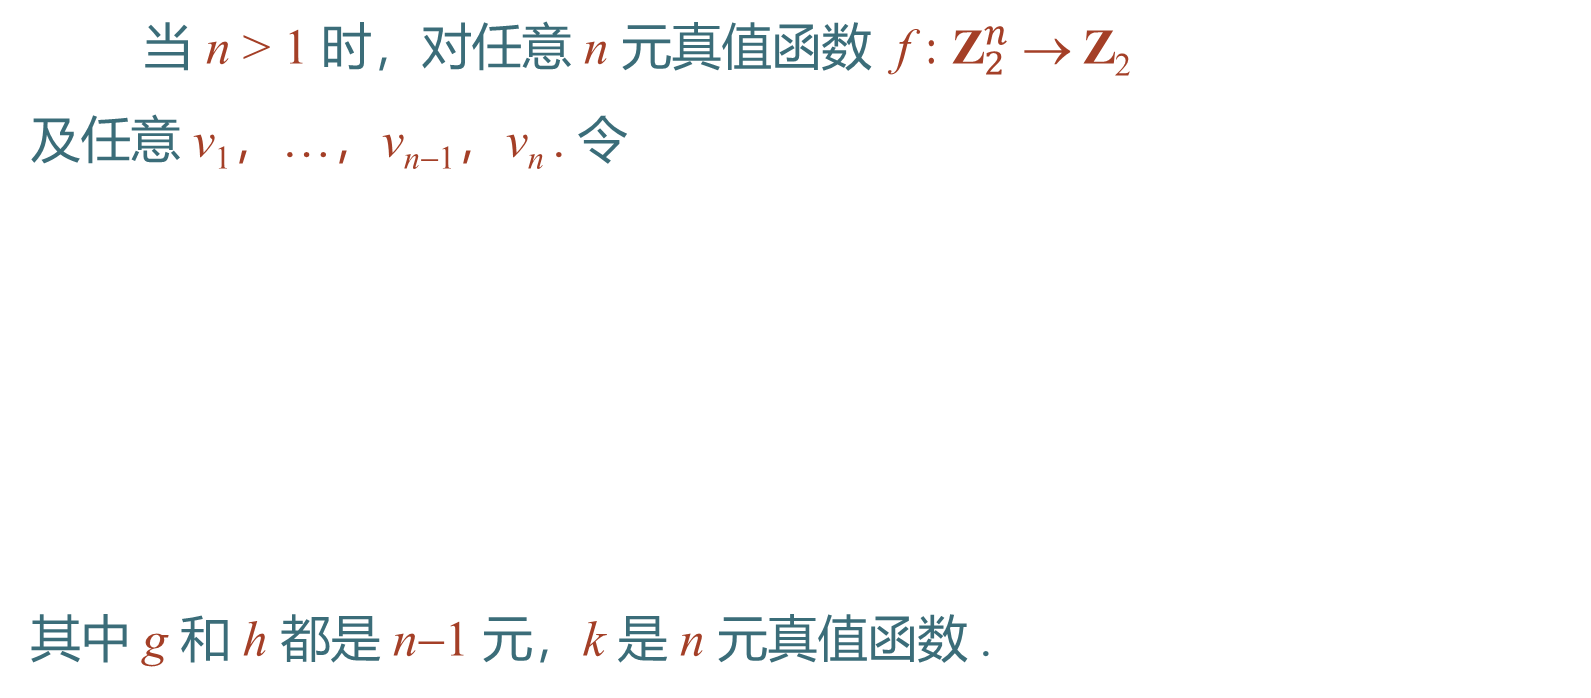 当 n > 1 时，对任意 n 元真值函数 f : Z₂ⁿ → Z₂
及任意 v₁， …， vₙ₋₁， vₙ . 令
其中 g 和 h 都是 n–1 元，k 是 n 元真值函数 .